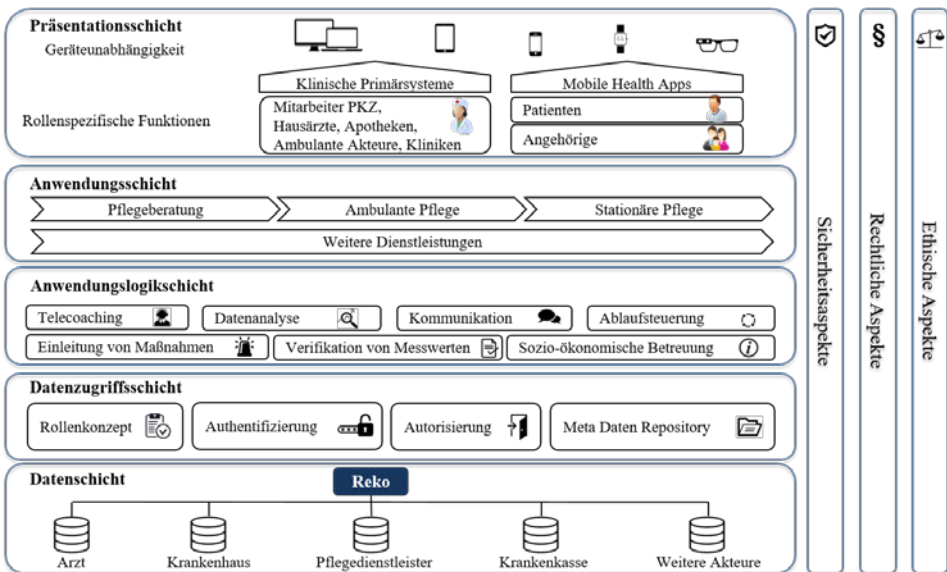 Präsentationsschicht
Geräteunabhängigkeit
Klinische Primärsysteme
Mobile Health Apps
Rollenspezifische Funktionen
Mitarbeiter PKZ,
Hausärzte, Apotheken,
Ambulante Akteure, Kliniken
Patienten
Angehörige
Anwendungsschicht
Pflegeberatung
Ambulante Pflege
Stationäre Pflege
Weitere Dienstleistungen
Anwendungslogikschicht
Telecoaching
Datenanalyse
Kommunikation
Ablaufsteuerung
Einleitung von Maßnahmen
Verifikation von Messwerten
Sozio-ökonomische Betreuung
Datenzugriffsschicht
Rollenkonzept
Authentifizierung
Autorisierung
Meta Daten Repository
Datenschicht
Reko
Arzt
Krankenhaus
Pflegedienstleister
Krankenkasse
Weitere Akteure
Sicherheitsaspekte
§
Rechtliche Aspekte
Ethische Aspekte